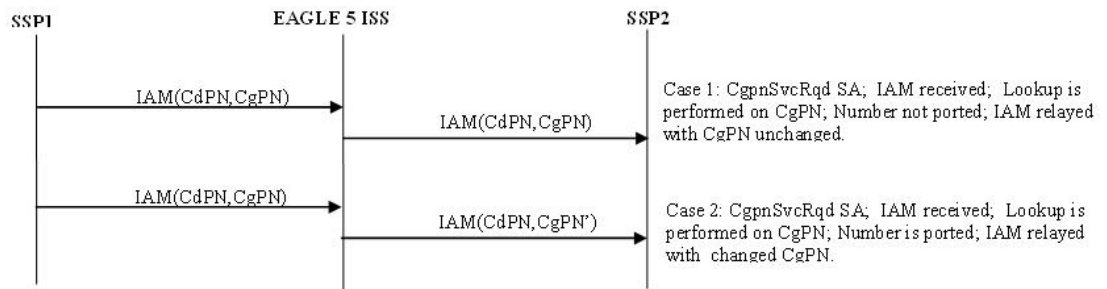 SSP1 EAGLE 5 ISS SSP2
IAM(CdPN,CgPN)
IAM(CdPN,CgPN)
Case 1: CgpnSvcRqd SA; IAM received; Lookup is
performed on CgPN; Number not ported; IAM relayed
with CgPN unchanged.
IAM(CdPN,CgPN)
IAM(CdPN,CgPN’)
Case 2: CgpnSvcRqd SA; IAM received; Lookup is
performed on CgPN; Number is ported; IAM relayed
with changed CgPN.